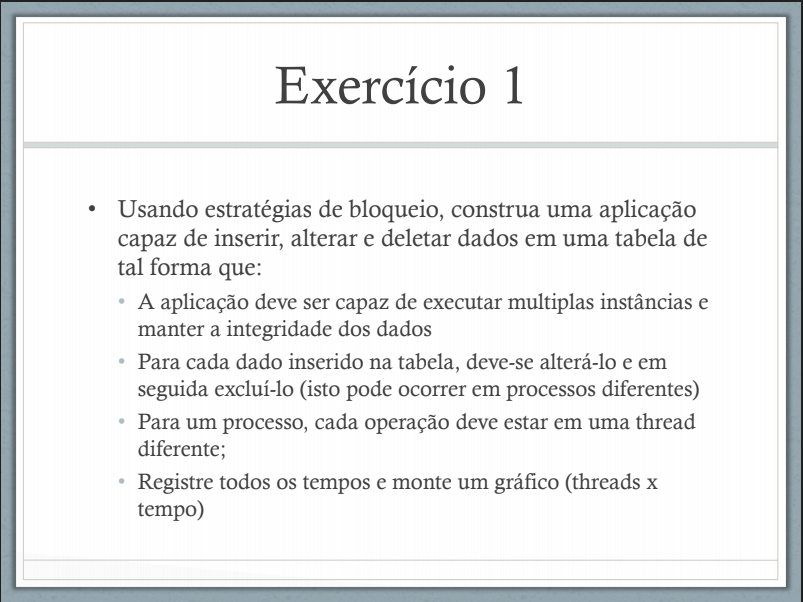 Exercício 1
• Usando estratégias de bloqueio, construa uma aplicação
capaz de inserir, alterar e deletar dados em uma tabela de
tal forma que:
• A aplicação deve ser capaz de executar multiplas instâncias e
manter a integridade dos dados
• Para cada dado inserido na tabela, deve-se alterá-lo e em
seguida excluí-lo (isto pode ocorrer em processos diferentes)
• Para um processo, cada operação deve estar em uma thread
diferente;
• Registre todos os tempos e monte um gráfico (threads x
tempo)